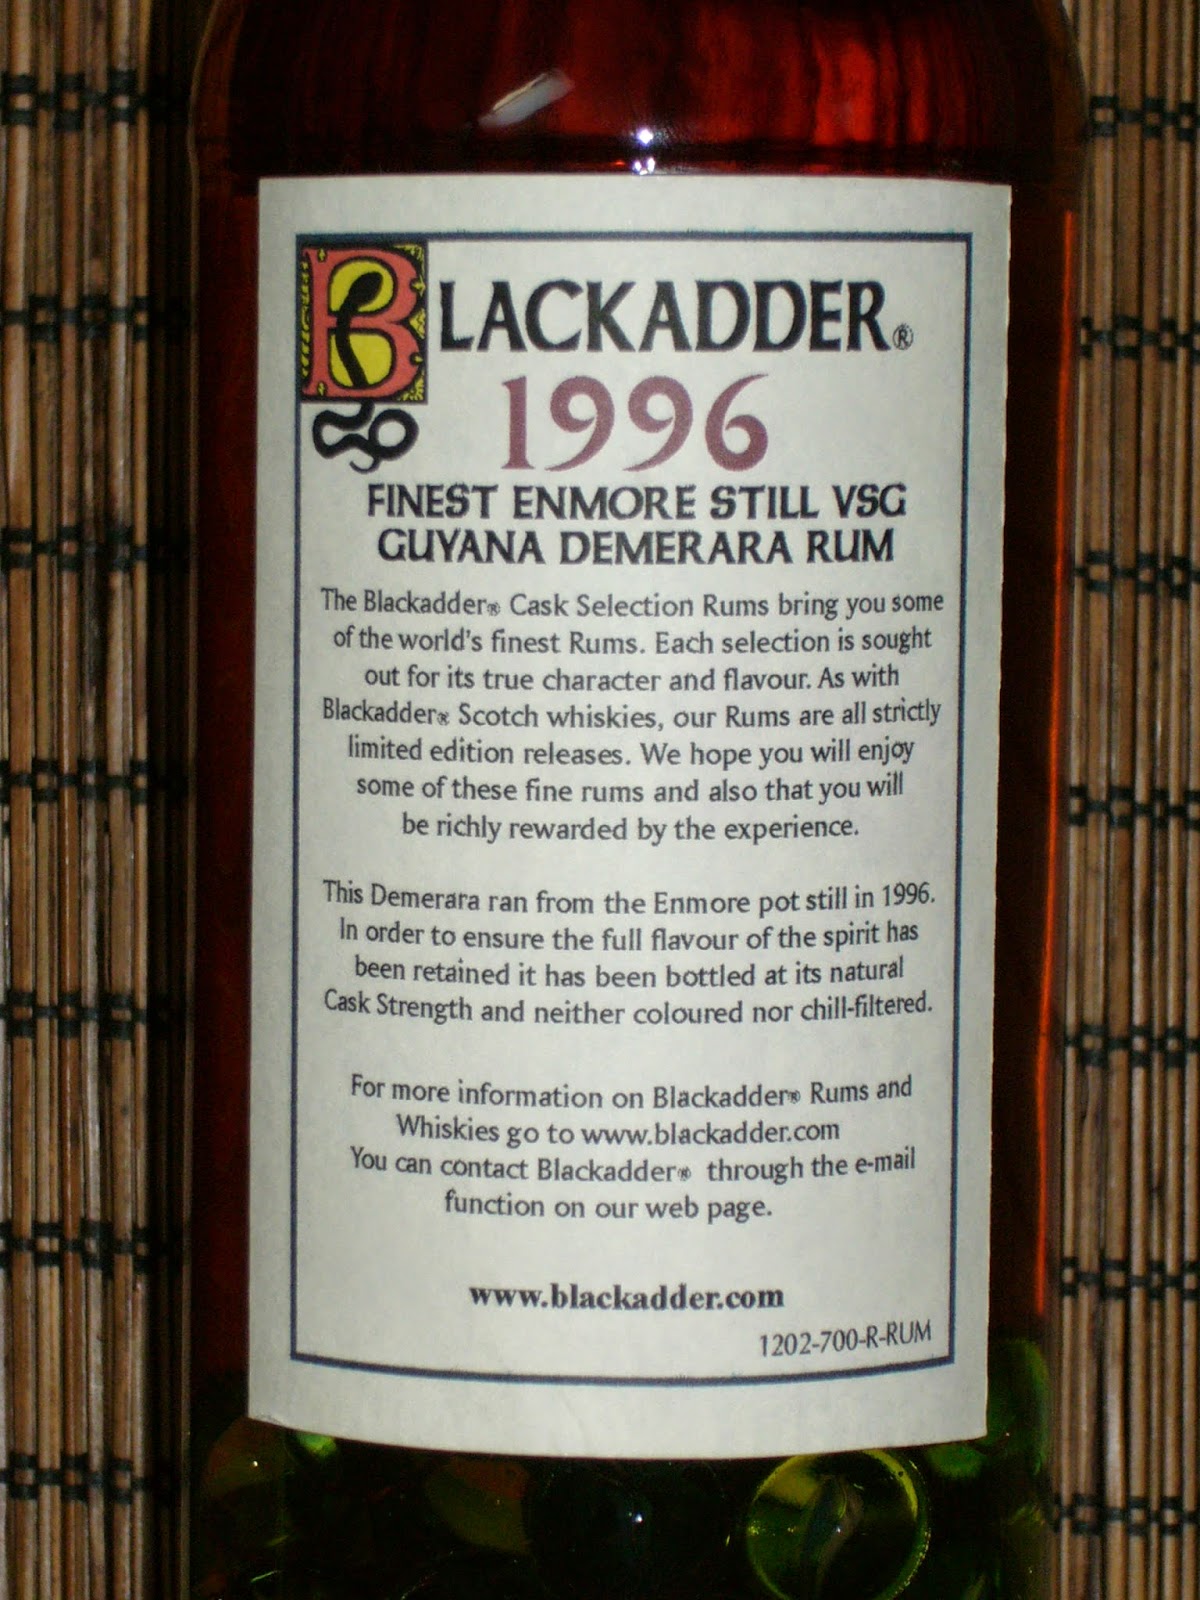 BLACKADDER®
1996
FINEST ENMORE STILL VSG
GUYANA DEMERARA RUM
The Blackadder® Cask Selection Rums bring you some
of the world's finest Rums. Each selection is sought
out for its true character and flavour. As with
Blackadder® Scotch whiskies, our Rums are all strictly
limited edition releases. We hope you will enjoy
some of these fine rums and also that you will
be richly rewarded by the experience.
This Demerara ran from the Enmore pot still in 1996.
In order to ensure the full flavour of the spirit has
been retained it has been bottled at its natural
Cask Strength and neither coloured nor chill-filtered.
For more information on Blackadder® Rums and
Whiskies go to www.blackadder.com
You can contact Blackadder® through the e-mail
function on our web page.
www.blackadder.com
1202-700-R-RUM